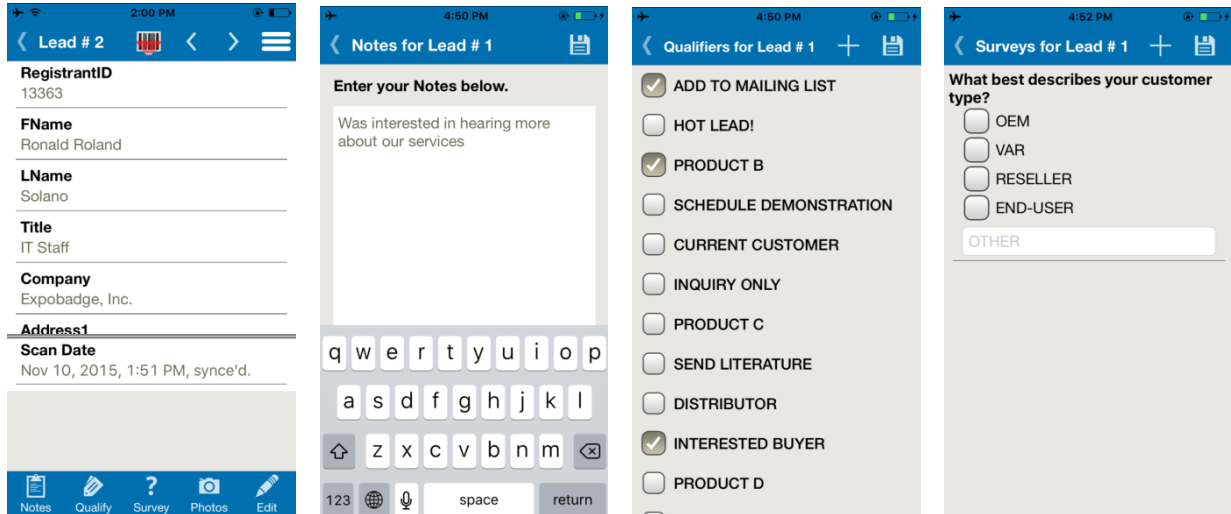 2:00 PM
Lead # 2
RegistrantID
13363
FName
Ronald Roland
LName
Solano
Title
IT Staff
Company
Expobadge, Inc.
Address1
Scan Date
Nov 10, 2015, 1:51 PM, synce'd.
Notes Qualify Survey Photos Edit
4:50 PM
Notes for Lead # 1
Enter your Notes below.
Was interested in hearing more
about our services
q w e r t y u i o p
a s d f g h j k l
z x c v b n m
123 space return
4:50 PM
Qualifiers for Lead # 1
ADD TO MAILING LIST
HOT LEAD!
PRODUCT B
SCHEDULE DEMONSTRATION
CURRENT CUSTOMER
INQUIRY ONLY
PRODUCT C
SEND LITERATURE
DISTRIBUTOR
INTERESTED BUYER
PRODUCT D
4:52 PM
Surveys for Lead # 1
What best describes your customer
type?
OEM
VAR
RESELLER
END-USER
OTHER